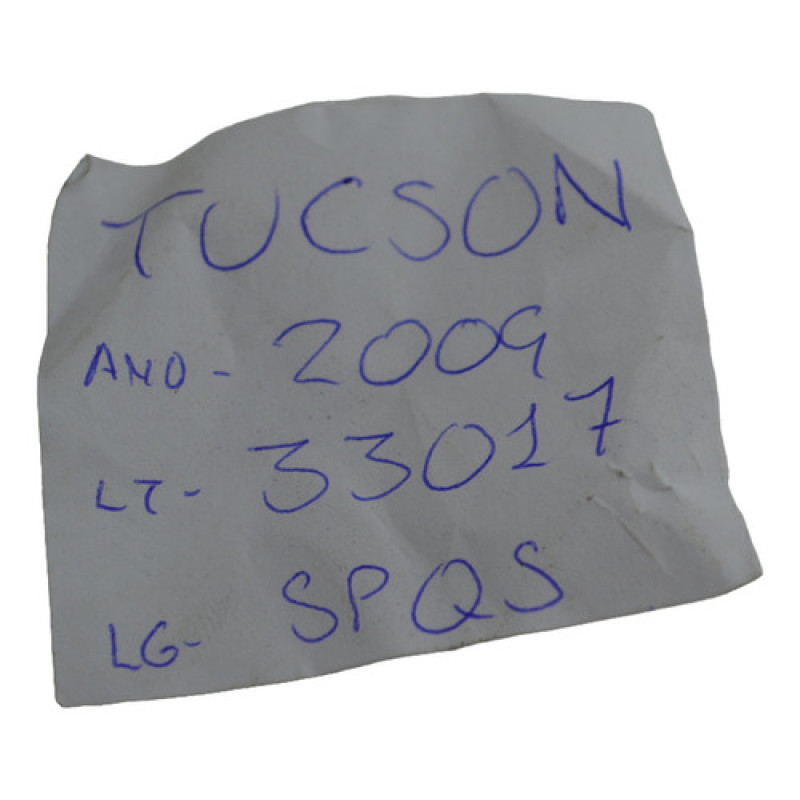 TUCSON
ANO - 2009
LT - 33017
LG - SPQS